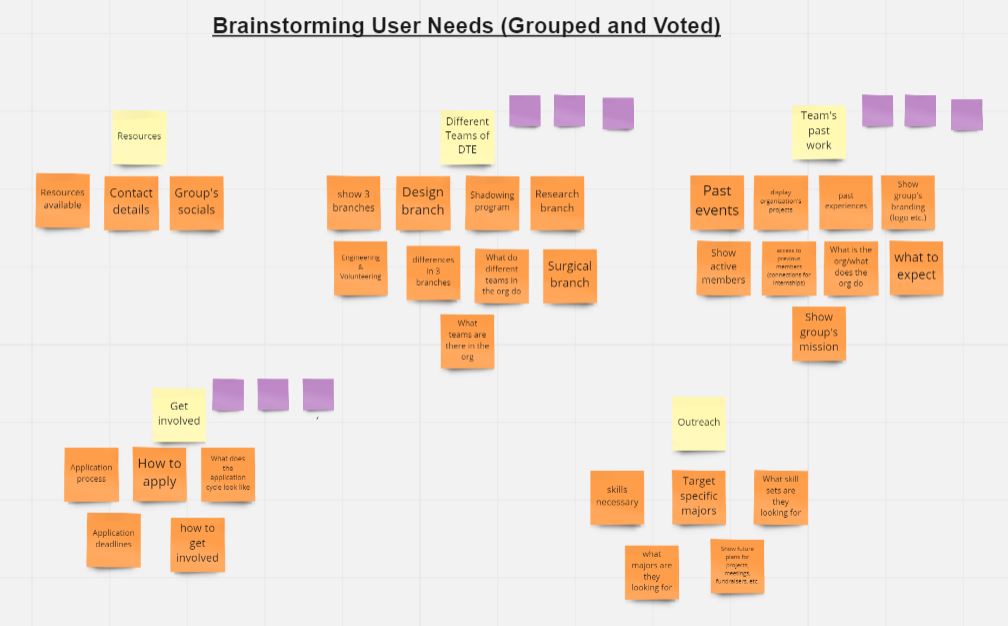 Brainstorming User Needs (Grouped and Voted)
Resources
Resources
available
Contact
details
Group's
socials
Different
Teams of
DTE
show 3
branches
Design
branch
Shadowing
program
Research
branch
Engineering
&
Volunteering
differences
in 3
branches
What do
different
teams in
the org do
Surgical
branch
What
teams are
there in the
org
Team's
past
work
Past
events
display
organization's
projects
past
experiences
Show
group's
branding
(logo etc.)
Show
active
members
access to
previous
members
(connections for
internships)
What is the
org/what
does the
org do
what to
expect
Show
group's
mission
Get
involved
,
Application
process
How to
apply
What does
the
application
cycle look like
Application
deadlines
how to
get
involved
Outreach
skills
necessary
Target
specific
majors
What skill
sets are
they
looking for
what
majors are
they
looking for
Show future
plans for
projects,
meetings,
fundraisers, etc.